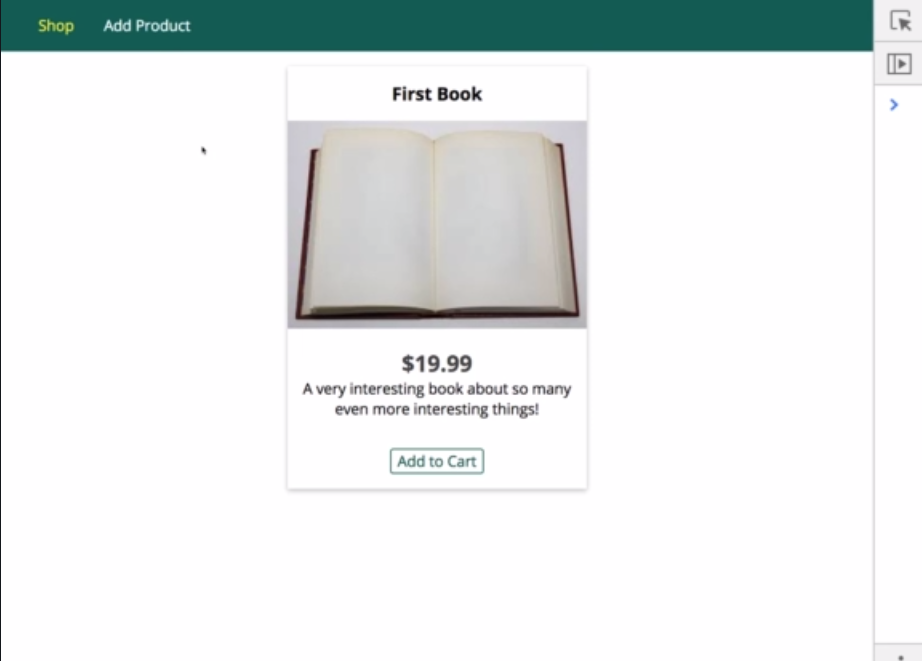 Shop Add Product
First Book
$19.99
A very interesting book about so many
even more interesting things!
Add to Cart